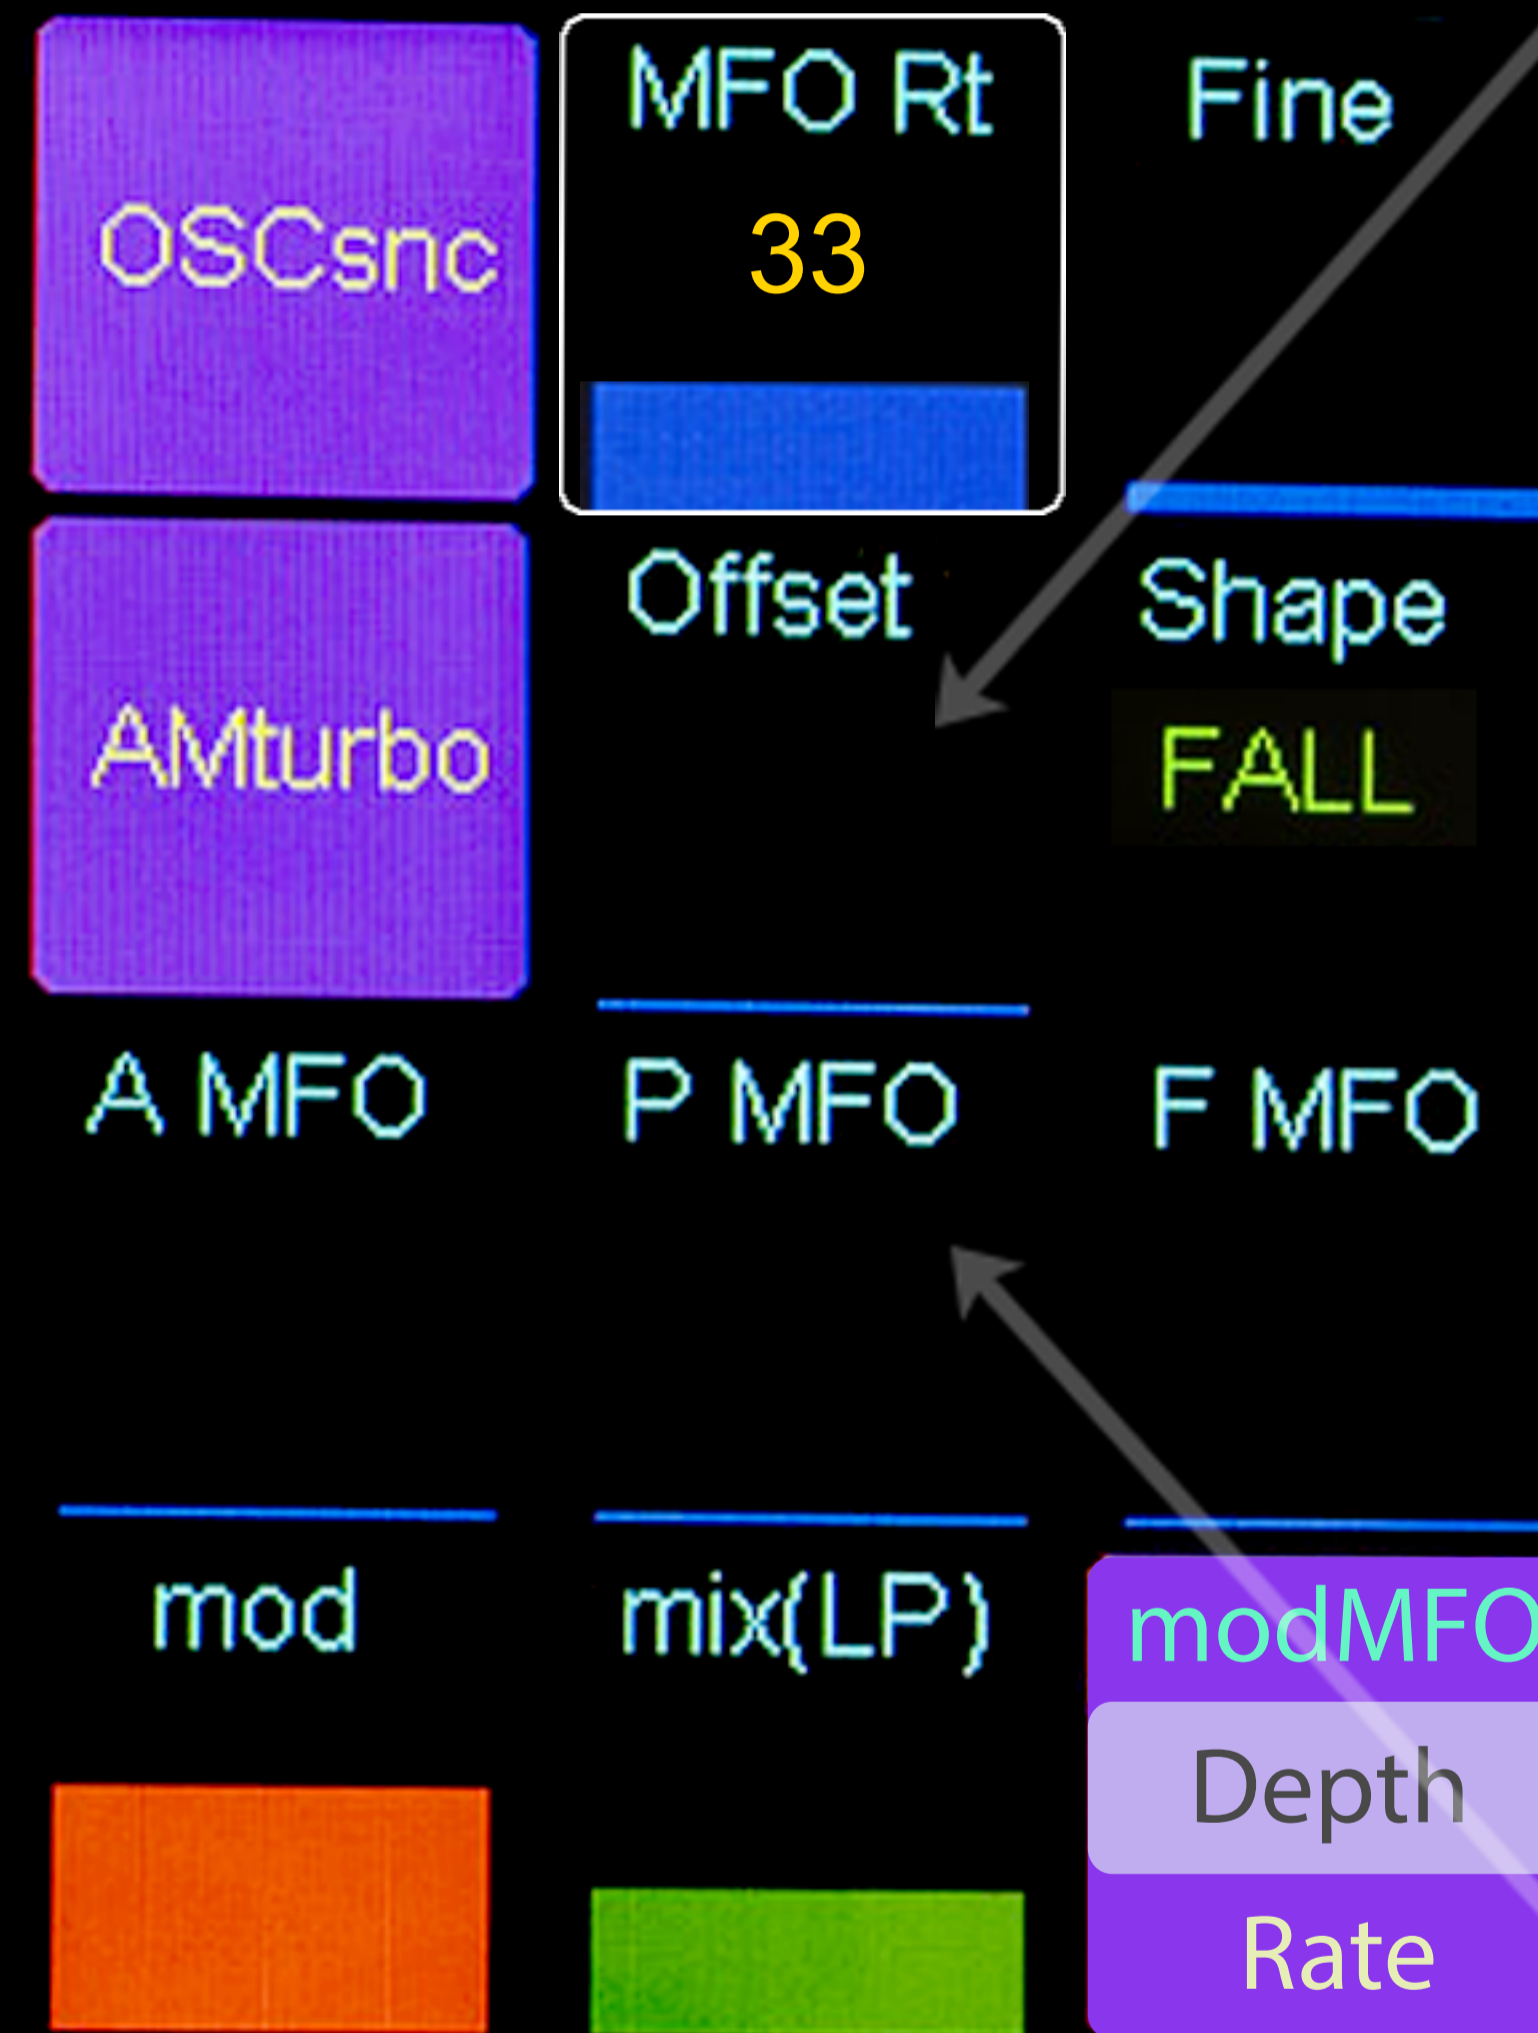 OSCsnc
MFO Rt
33
Fine
AMturbo
Offset
Shape
FALL
A MFO
P MFO
F MFO
mod
mix(LP)
modMFO
Depth
Rate